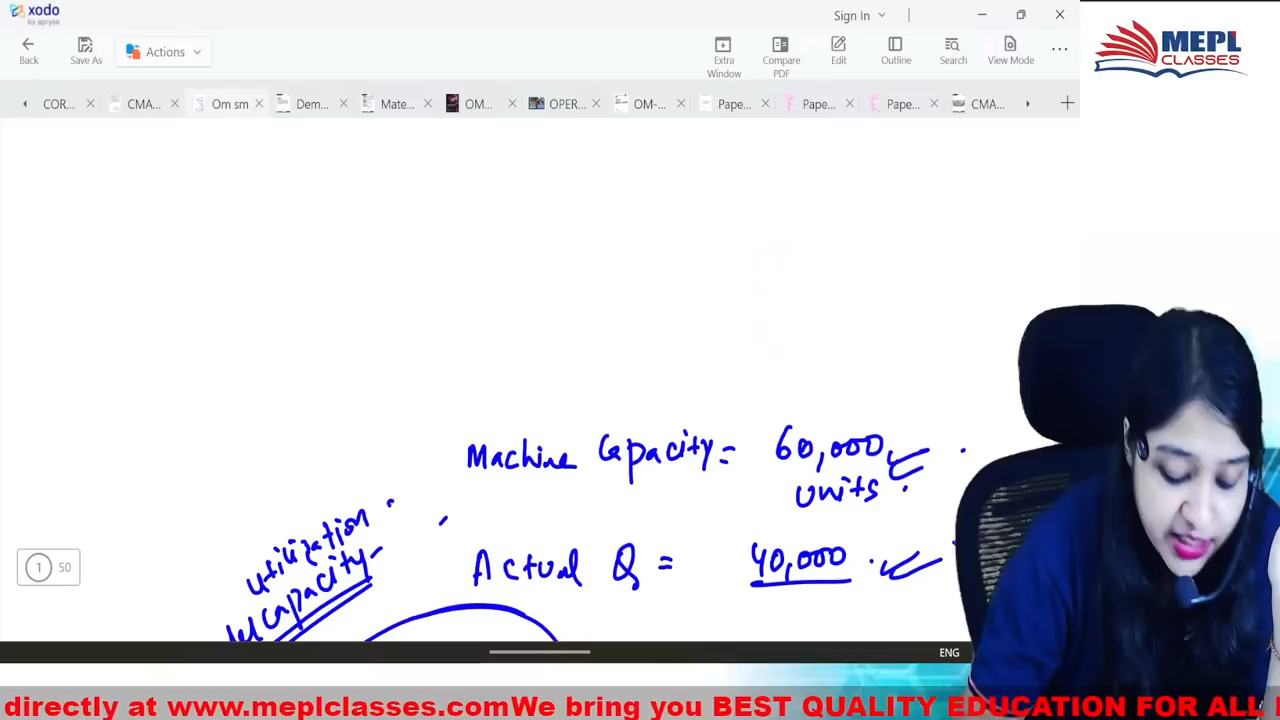 xodo
by apryse
Sign In
Back
Save As
Actions
Extra Window
Compare PDF
Edit
Outline
Search
View Mode
COR...
CMA...
Om sm
Dem...
Mate...
OM...
OPER...
OM-...
Pape...
Pape...
Pape...
CMA...
MEPL
CLASSES
Machine Capacity = 60,000
units
utilization
capacity
Actual Q = 40,000
1 50
ENG
directly at www.meplclasses.comWe bring you BEST QUALITY EDUCATION FOR ALL